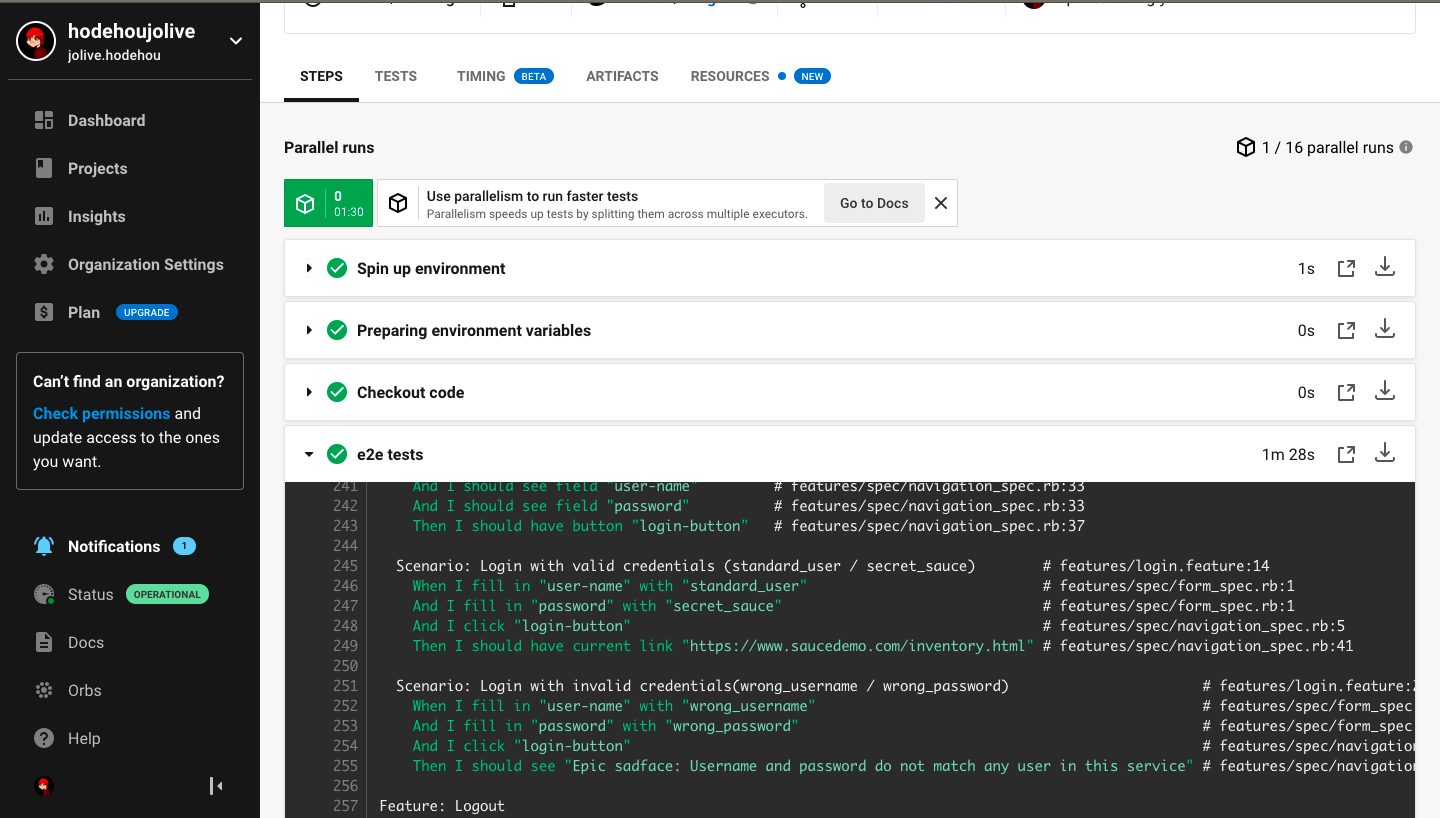 hodehoujolive
jolive.hodehou
Dashboard
Projects
Insights
Organization Settings
Plan UPGRADE
Can't find an organization?
Check permissions and
update access to the ones
you want.
Notifications 1
Status OPERATIONAL
Docs
Orbs
Help
STEPS TESTS TIMING BETA ARTIFACTS RESOURCES NEW
Parallel runs 1 / 16 parallel runs
0
01:30
Use parallelism to run faster tests
Parallelism speeds up tests by splitting them across multiple executors.
Go to Docs
Spin up environment 1s
Preparing environment variables 0s
Checkout code 0s
e2e tests 1m 28s
241 And I should see field "user-name" # features/spec/navigation_spec.rb:33
242 And I should see field "password" # features/spec/navigation_spec.rb:33
243 Then I should have button "login-button" # features/spec/navigation_spec.rb:37
244
245 Scenario: Login with valid credentials (standard_user / secret_sauce) # features/login.feature:14
246 When I fill in "user-name" with "standard_user" # features/spec/form_spec.rb:1
247 And I fill in "password" with "secret_sauce" # features/spec/form_spec.rb:1
248 And I click "login-button" # features/spec/navigation_spec.rb:5
249 Then I should have current link "https://www.saucedemo.com/inventory.html" # features/spec/navigation_spec.rb:41
250
251 Scenario: Login with invalid credentials(wrong_username / wrong_password) # features/login.feature:
252 When I fill in "user-name" with "wrong_username" # features/spec/form_spec
253 And I fill in "password" with "wrong_password" # features/spec/form_spec
254 And I click "login-button" # features/spec/navigation
255 Then I should see "Epic sadface: Username and password do not match any user in this service" # features/spec/navigation
256
257 Feature: Logout